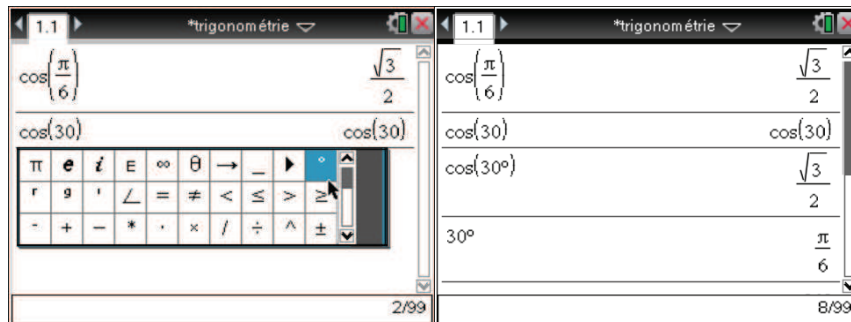 1.1 *trigonométrie
cos(π/6) √3/2
cos(30) cos(30)
π e i E ∞ θ → _ ▶ °
r g ' ∠ = ≠ < ≤ > ≥
- + − * · × / ÷ ^ ±
2/99
1.1 *trigonométrie
cos(π/6) √3/2
cos(30) cos(30)
cos(30°) √3/2
30° π/6
8/99